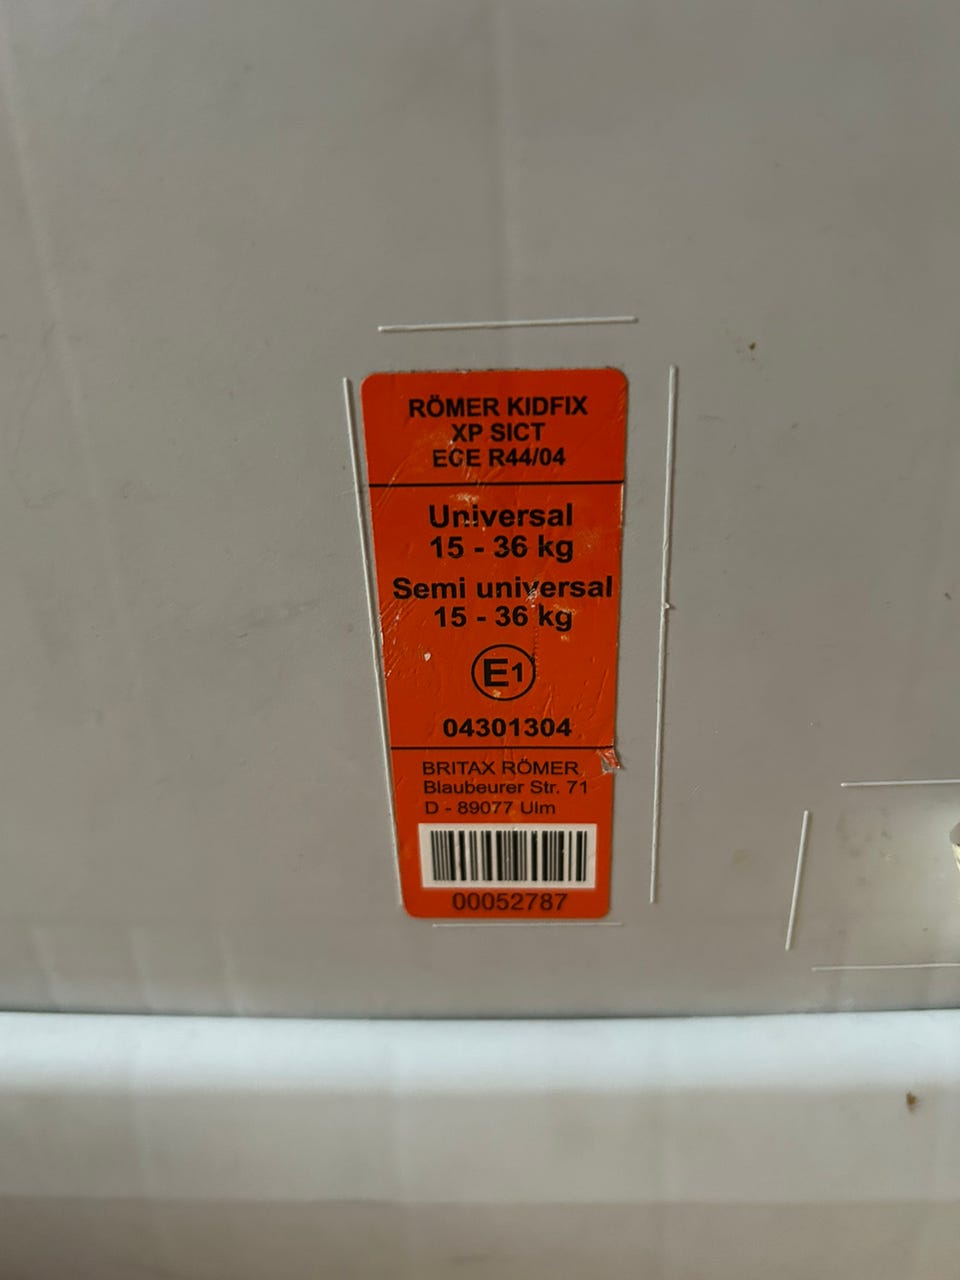 RÖMER KIDFIX
XP SICT
ECE R44/04
Universal
15 - 36 kg
Semi universal
15 - 36 kg
E1
04301304
BRITAX RÖMER
Blaubeurer Str. 71
D - 89077 Ulm
00052787